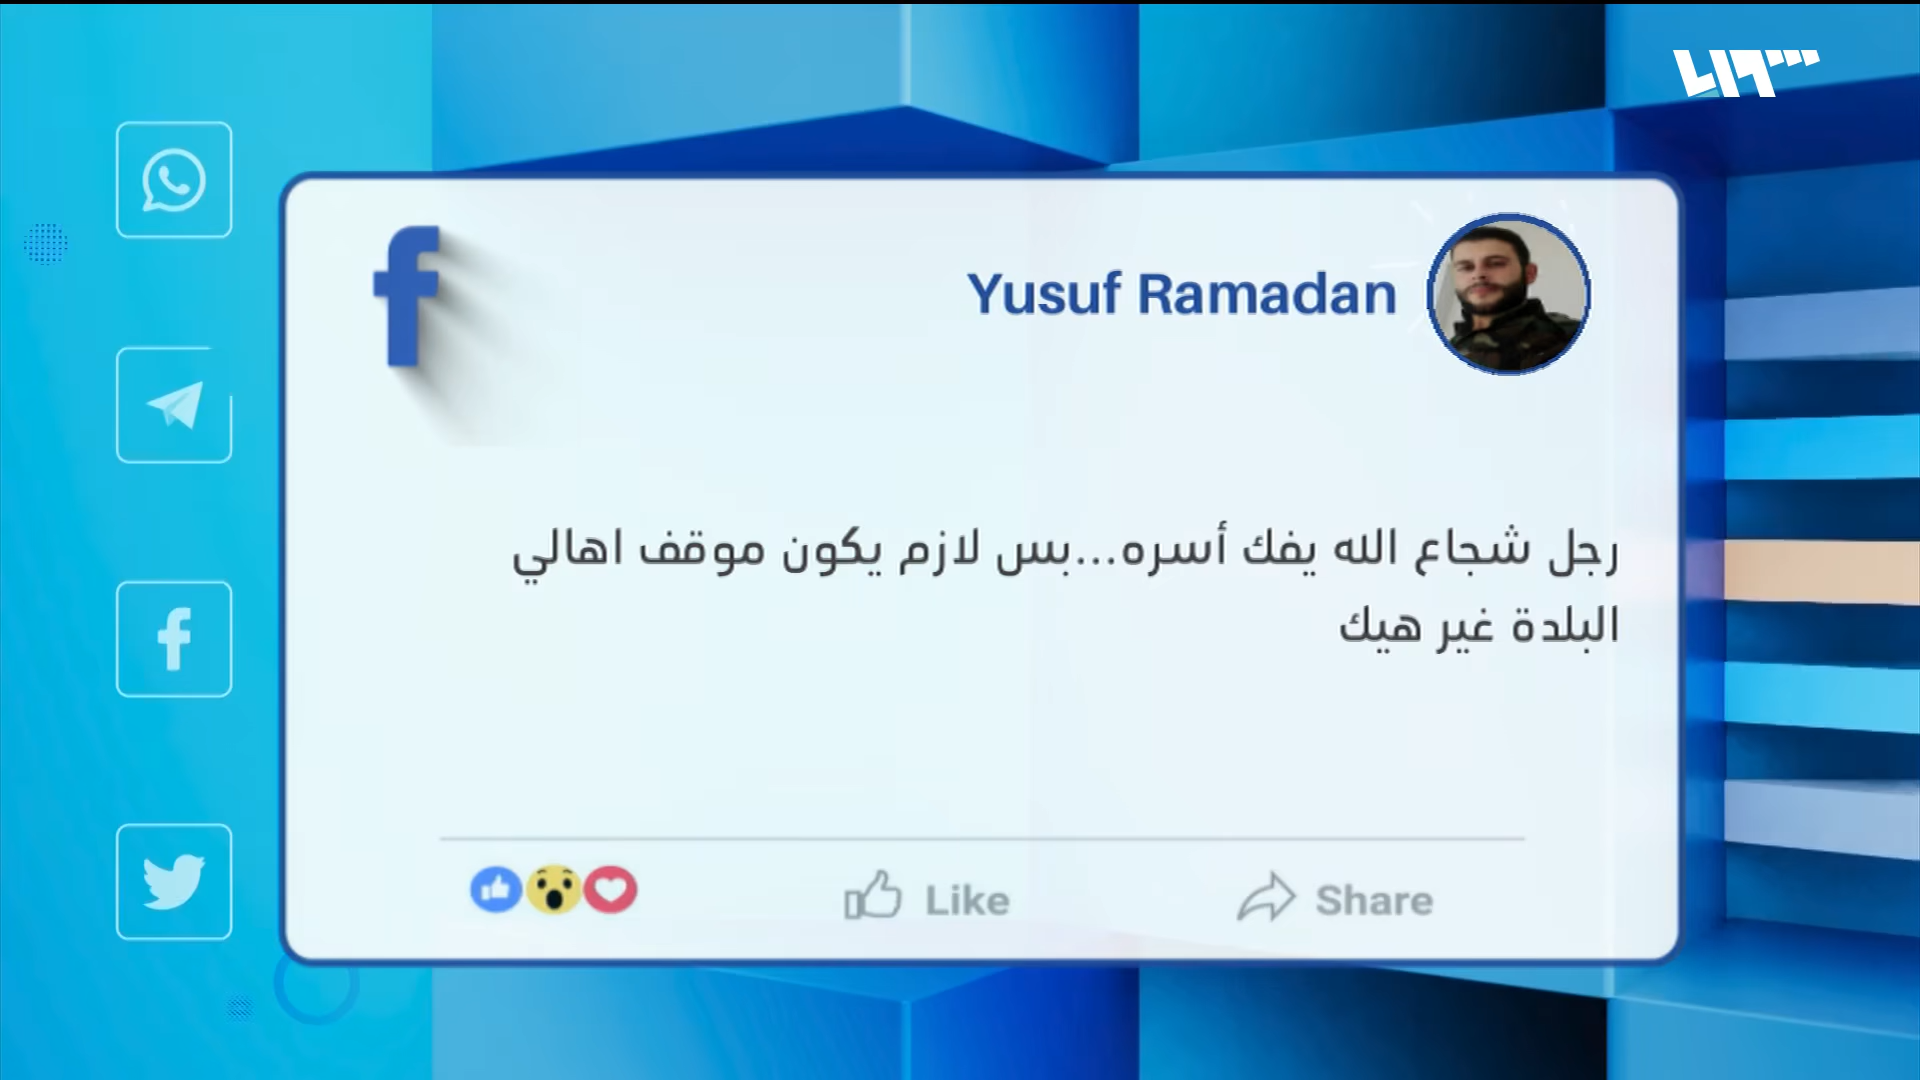 Yusuf Ramadan
رجل شجاع الله يفك أسره...بس لازم يكون موقف اهالي
البلدة غير هيك
Like
Share